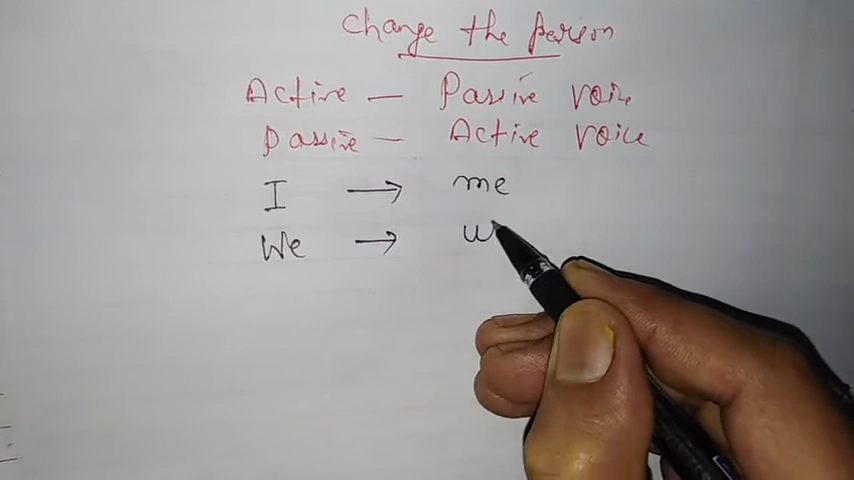 Change the person
Active — Passive voice
Passive — Active voice
I → me
We → u